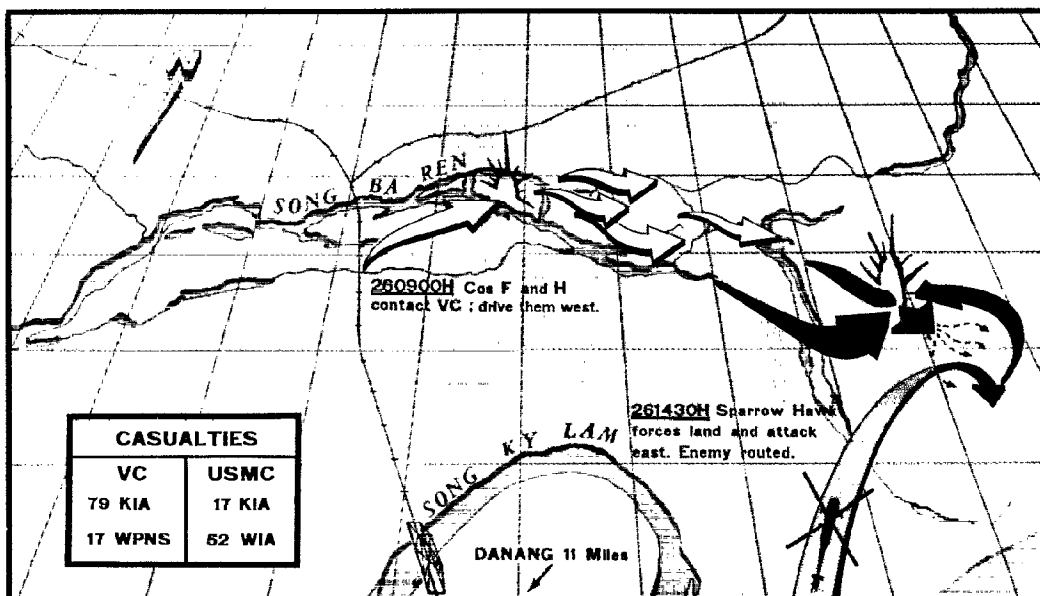 N
SONG BA REN
260900H Cos F and H
contact VC ; drive them west.
261430H Sparrow Hawk
forces land and attack
east. Enemy routed.
SONG KY LAM
DANANG 11 Miles
CASUALTIES
VC USMC
79 KIA 17 KIA
17 WPNS 52 WIA